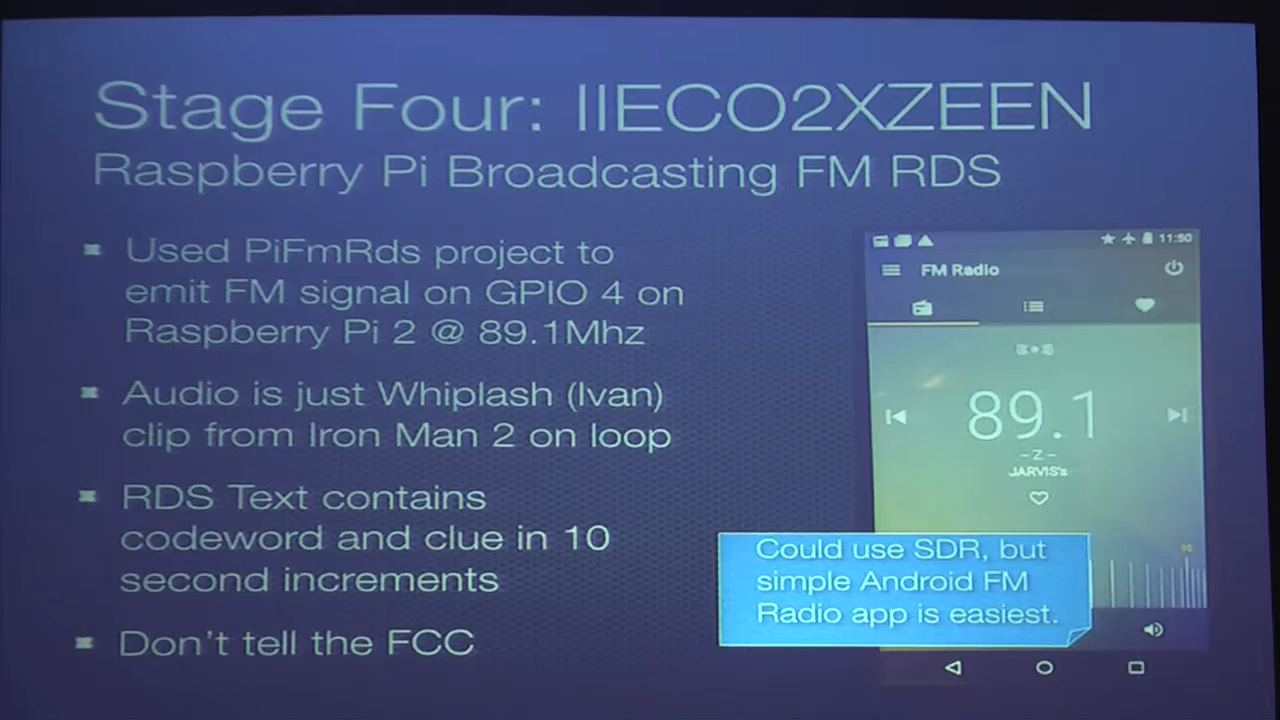 Stage Four: IIECO2XZEEN
Raspberry Pi Broadcasting FM RDS
Used PiFmRds project to
emit FM signal on GPIO 4 on
Raspberry Pi 2 @ 89.1Mhz
Audio is just Whiplash (Ivan)
clip from Iron Man 2 on loop
RDS Text contains
codeword and clue in 10
second increments
Don't tell the FCC
11:50
FM Radio
89.1
-Z-
JARVIS's
90
Could use SDR, but
simple Android FM
Radio app is easiest.